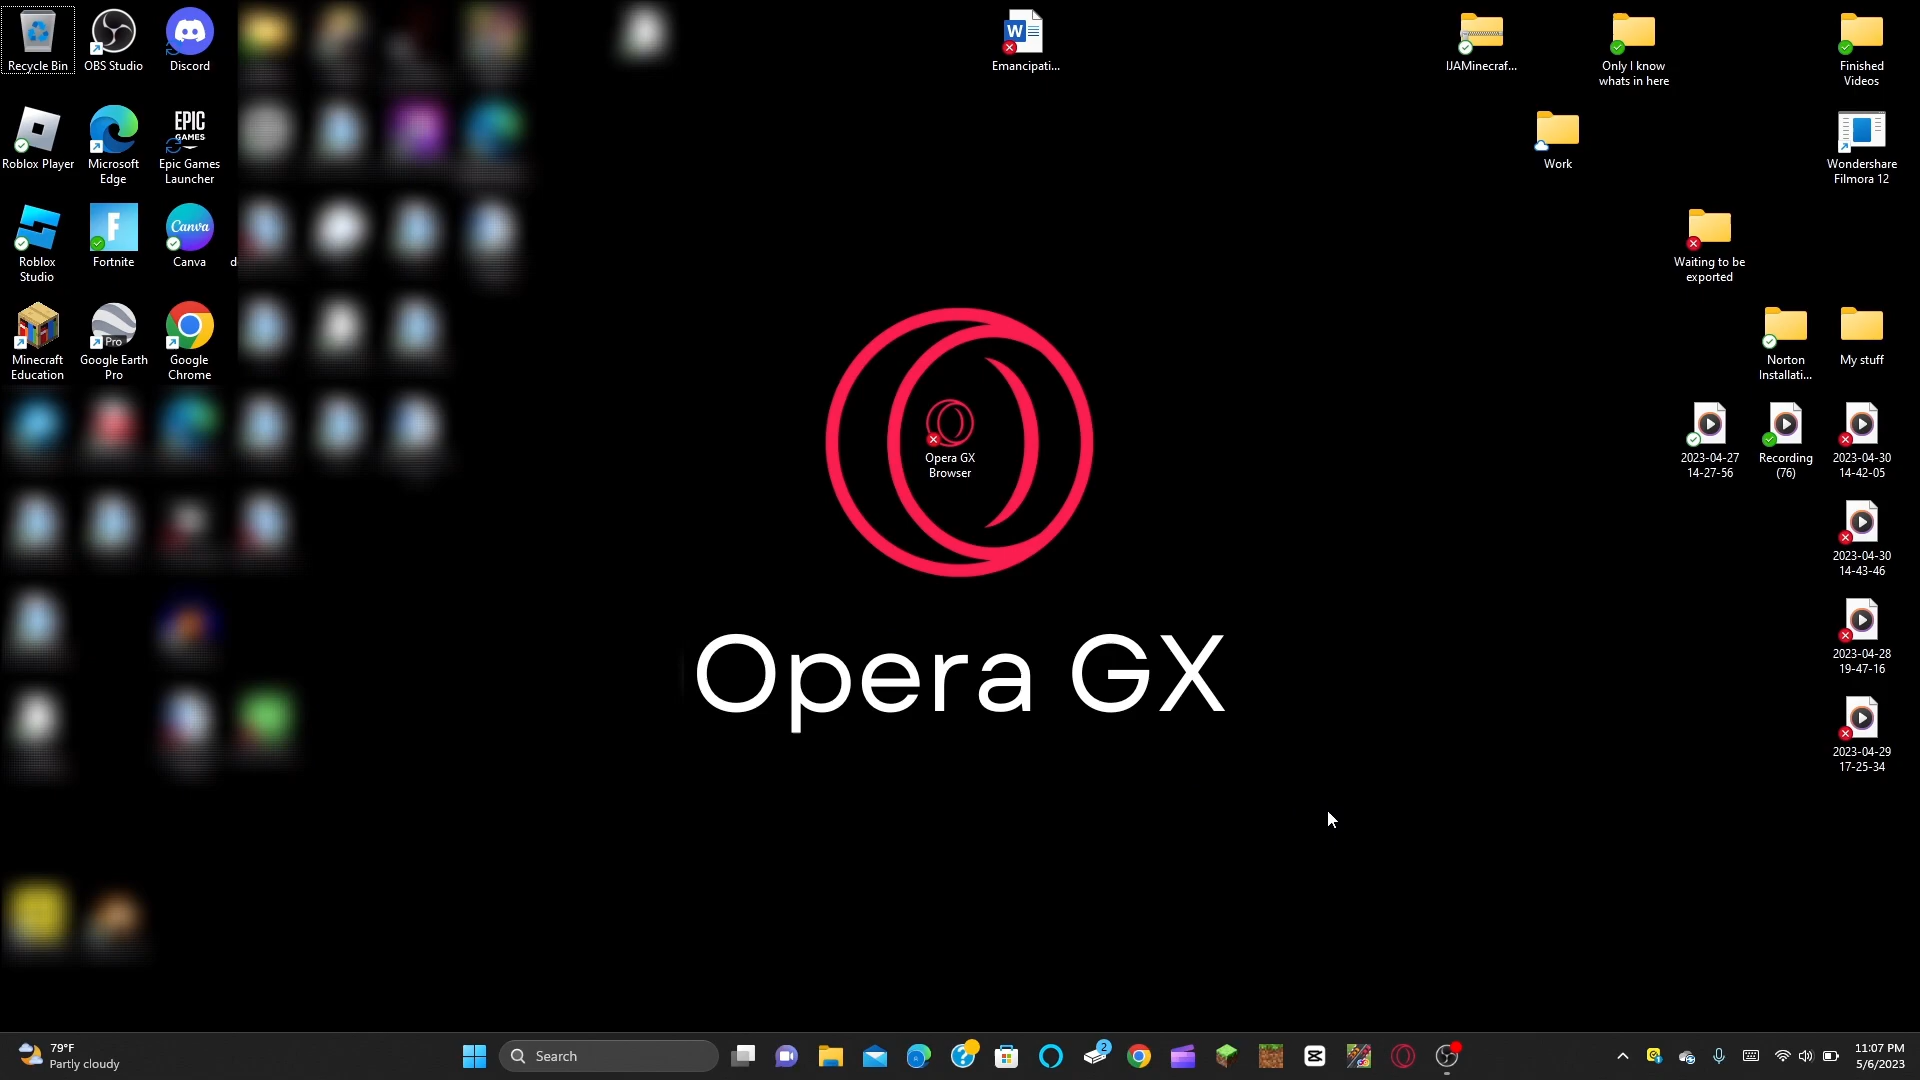 Recycle Bin
OBS Studio
Discord
Emancipati...
IJAMinecraf...
Only I know
whats in here
Finished
Videos
Roblox Player
Microsoft
Edge
EPIC
GAMES
Epic Games
Launcher
Work
Wondershare
Filmora 12
Roblox
Studio
Fortnite
Canva
Canva
Waiting to be
exported
Minecraft
Education
Pro
Google Earth
Pro
Google
Chrome
Norton
Installati...
My stuff
Opera GX
Browser
2023-04-27
14-27-56
Recording
(76)
2023-04-30
14-42-05
2023-04-30
14-43-46
2023-04-28
19-47-16
2023-04-29
17-25-34
Opera GX
79°F
Partly cloudy
Search
2
11:07 PM
5/6/2023